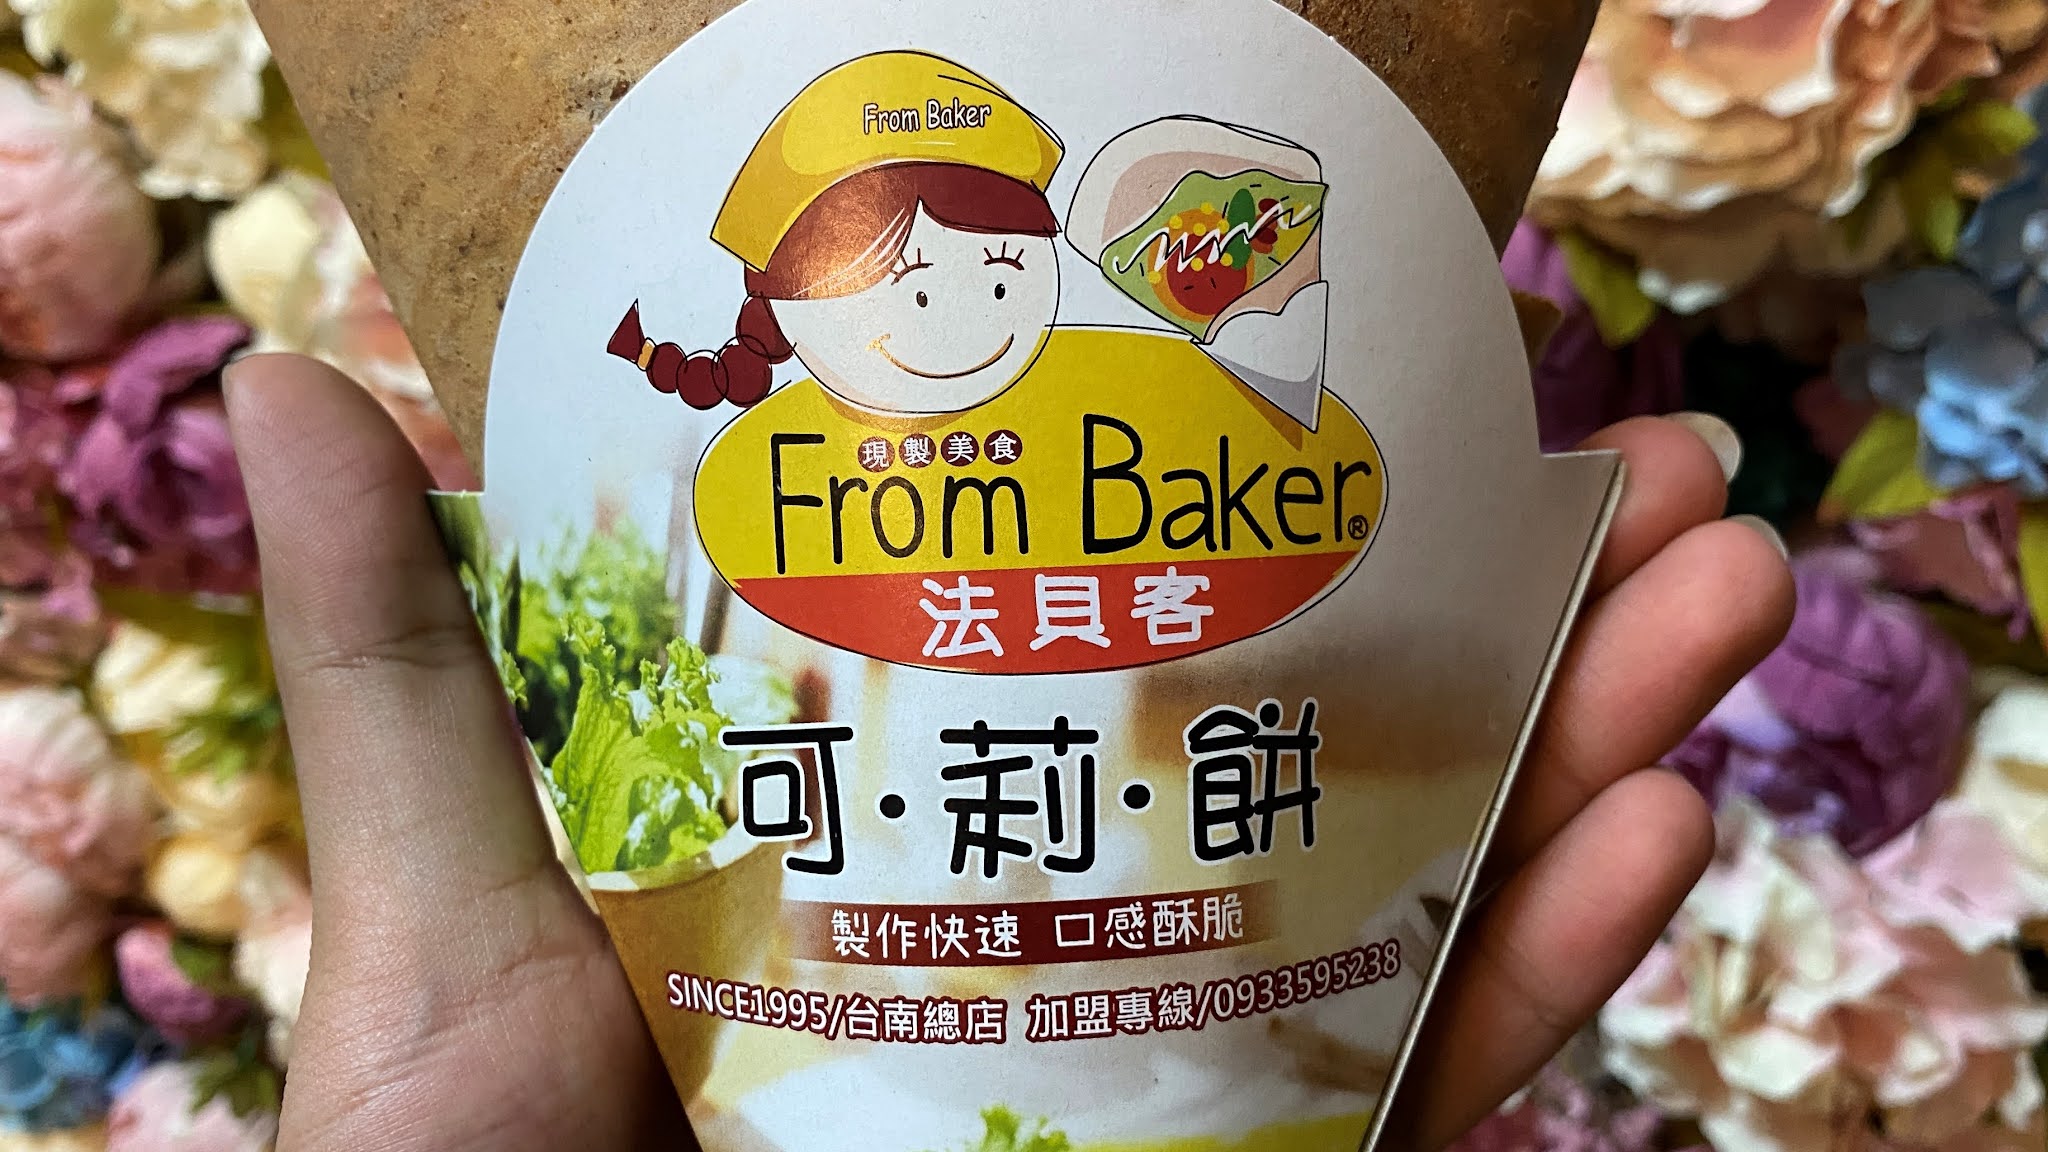 From Baker
現製美食
From Baker®
法貝客
可·莉·餅
製作快速 口感酥脆
SINCE1995/台南總店 加盟專線/0933595238